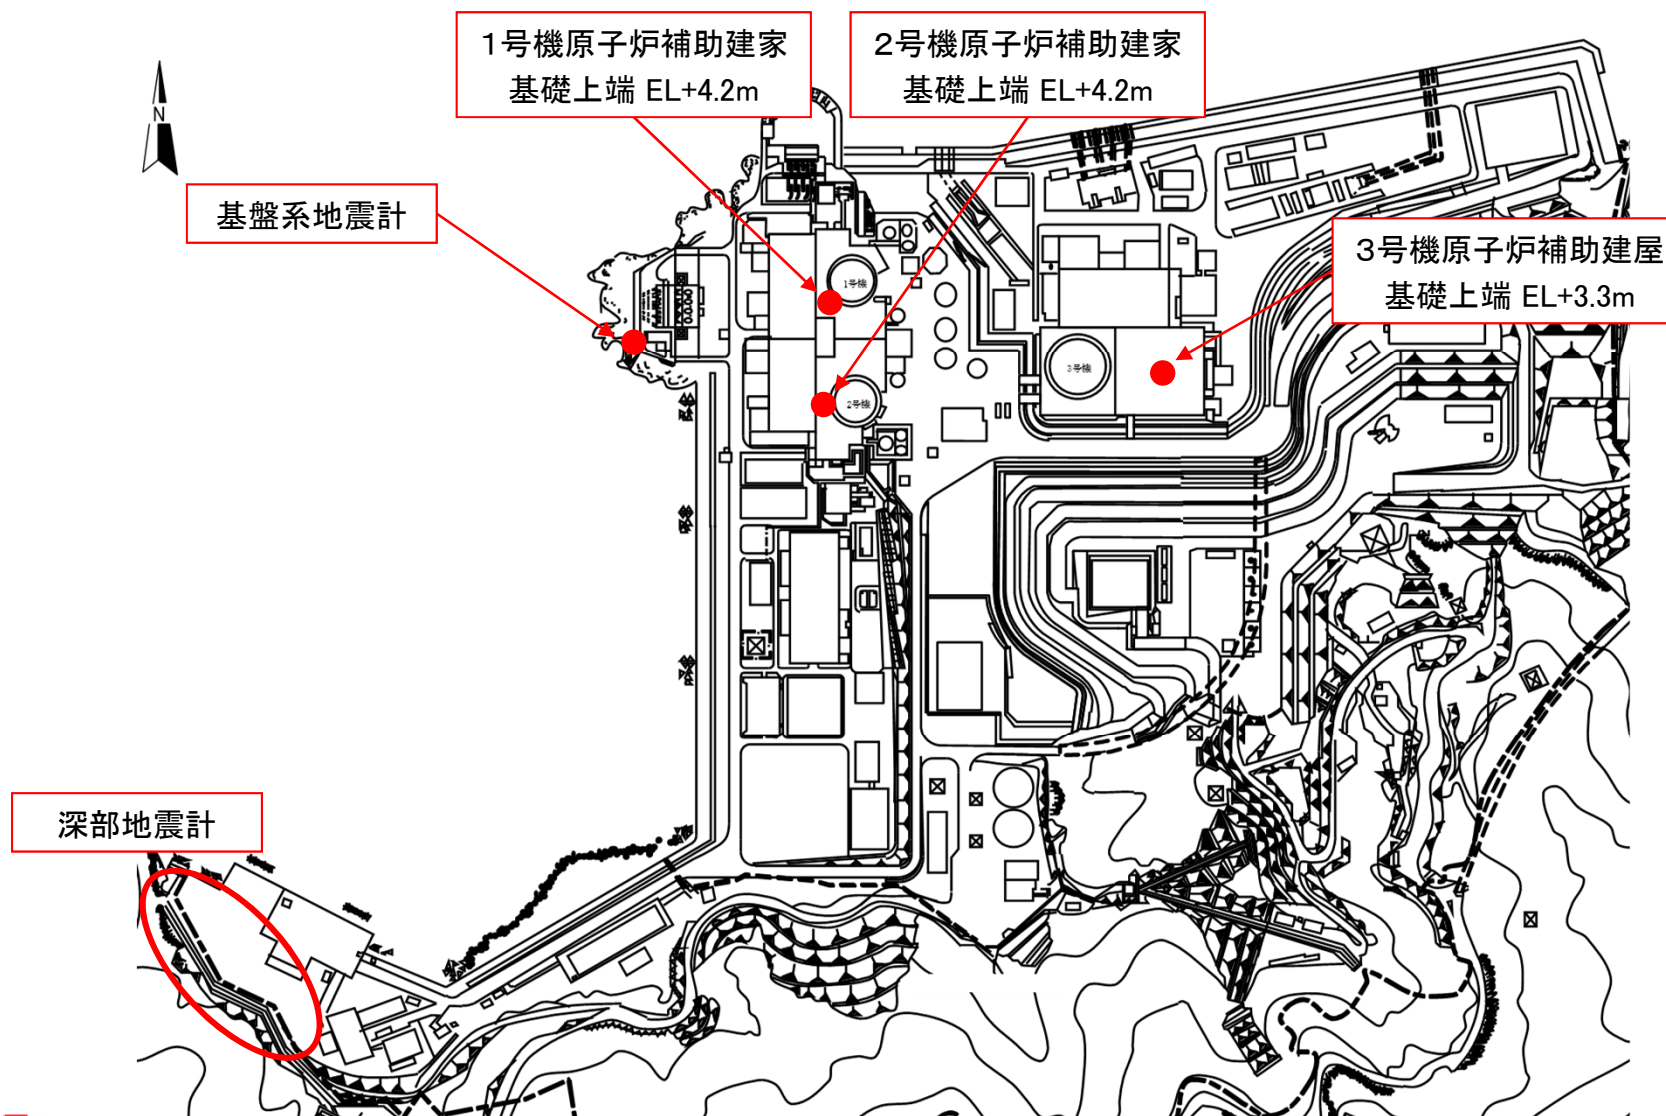 1号機原子炉補助建家
基礎上端 EL+4.2m
2号機原子炉補助建家
基礎上端 EL+4.2m
N
基盤系地震計
3号機原子炉補助建屋
基礎上端 EL+3.3m
1号機
3号機
2号機
深部地震計